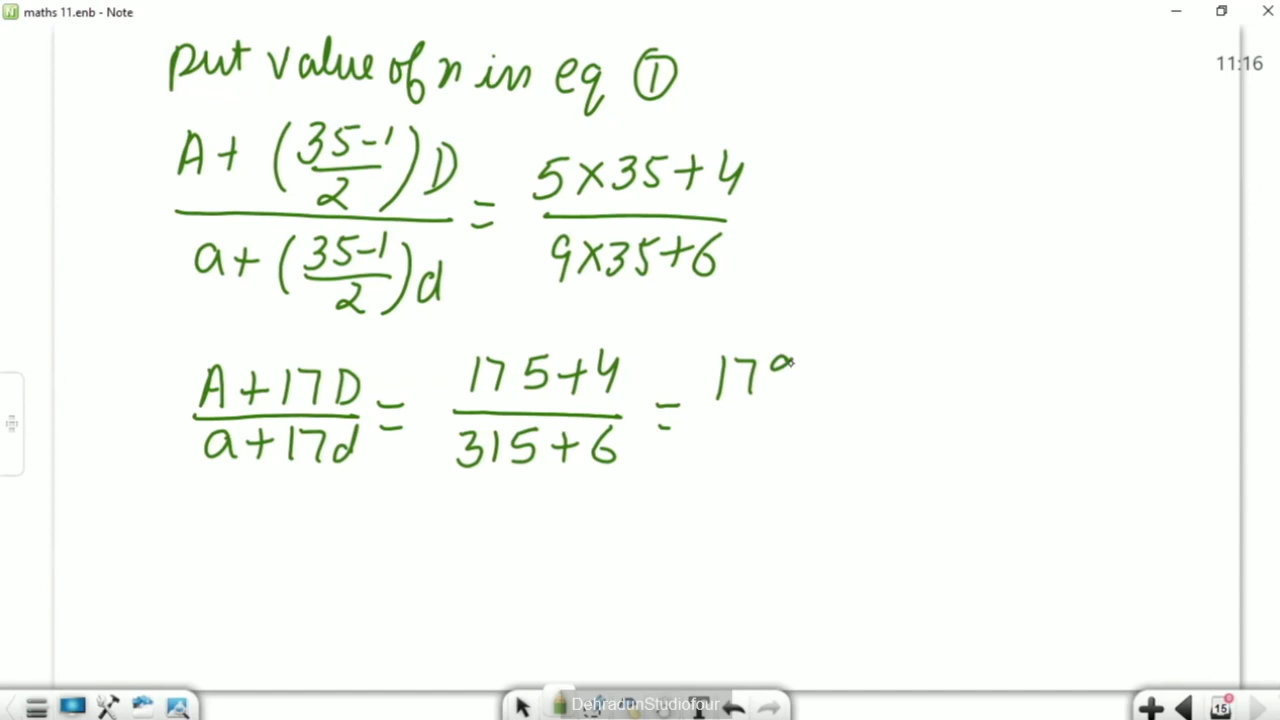 maths 11.enb - Note
11:16
put value of n in eq ①
A + (35-1/2) D / a + (35-1/2) d = 5×35+4 / 9×35+6
A+17D / a+17d = 175+4 / 315+6 = 17
15
DehradunStudiofour